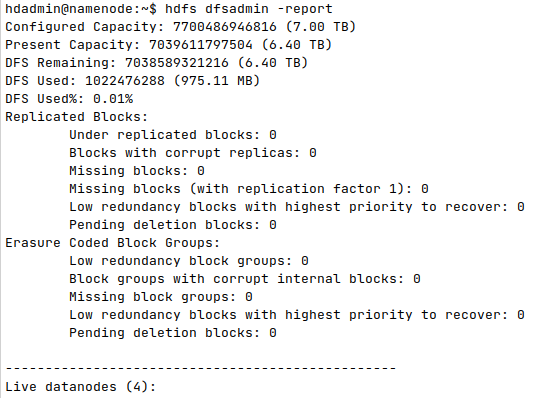 hdadmin@namenode:~$ hdfs dfsadmin -report
Configured Capacity: 7700486946816 (7.00 TB)
Present Capacity: 7039611797504 (6.40 TB)
DFS Remaining: 7038589321216 (6.40 TB)
DFS Used: 1022476288 (975.11 MB)
DFS Used%: 0.01%
Replicated Blocks:
        Under replicated blocks: 0
        Blocks with corrupt replicas: 0
        Missing blocks: 0
        Missing blocks (with replication factor 1): 0
        Low redundancy blocks with highest priority to recover: 0
        Pending deletion blocks: 0
Erasure Coded Block Groups:
        Low redundancy block groups: 0
        Block groups with corrupt internal blocks: 0
        Missing block groups: 0
        Low redundancy blocks with highest priority to recover: 0
        Pending deletion blocks: 0

-------------------------------------------------
Live datanodes (4):